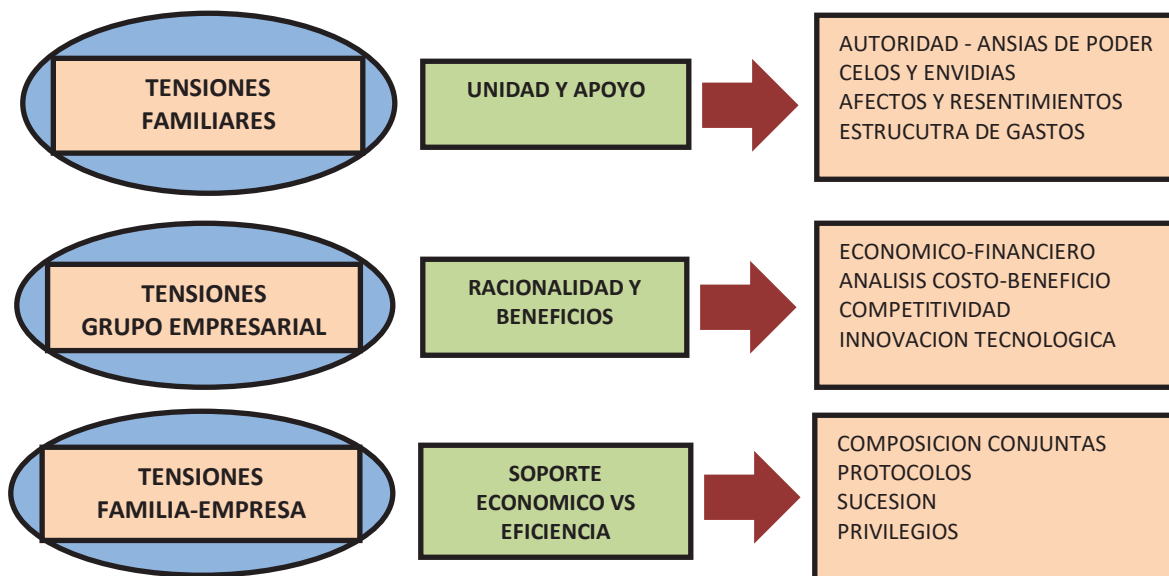 TENSIONES
FAMILIARES
UNIDAD Y APOYO
AUTORIDAD - ANSIAS DE PODER
CELOS Y ENVIDIAS
AFECTOS Y RESENTIMIENTOS
ESTRUCUTRA DE GASTOS
TENSIONES
GRUPO EMPRESARIAL
RACIONALIDAD Y
BENEFICIOS
ECONOMICO-FINANCIERO
ANALISIS COSTO-BENEFICIO
COMPETITIVIDAD
INNOVACION TECNOLOGICA
TENSIONES
FAMILIA-EMPRESA
SOPORTE
ECONOMICO VS
EFICIENCIA
COMPOSICION CONJUNTAS
PROTOCOLOS
SUCESION
PRIVILEGIOS